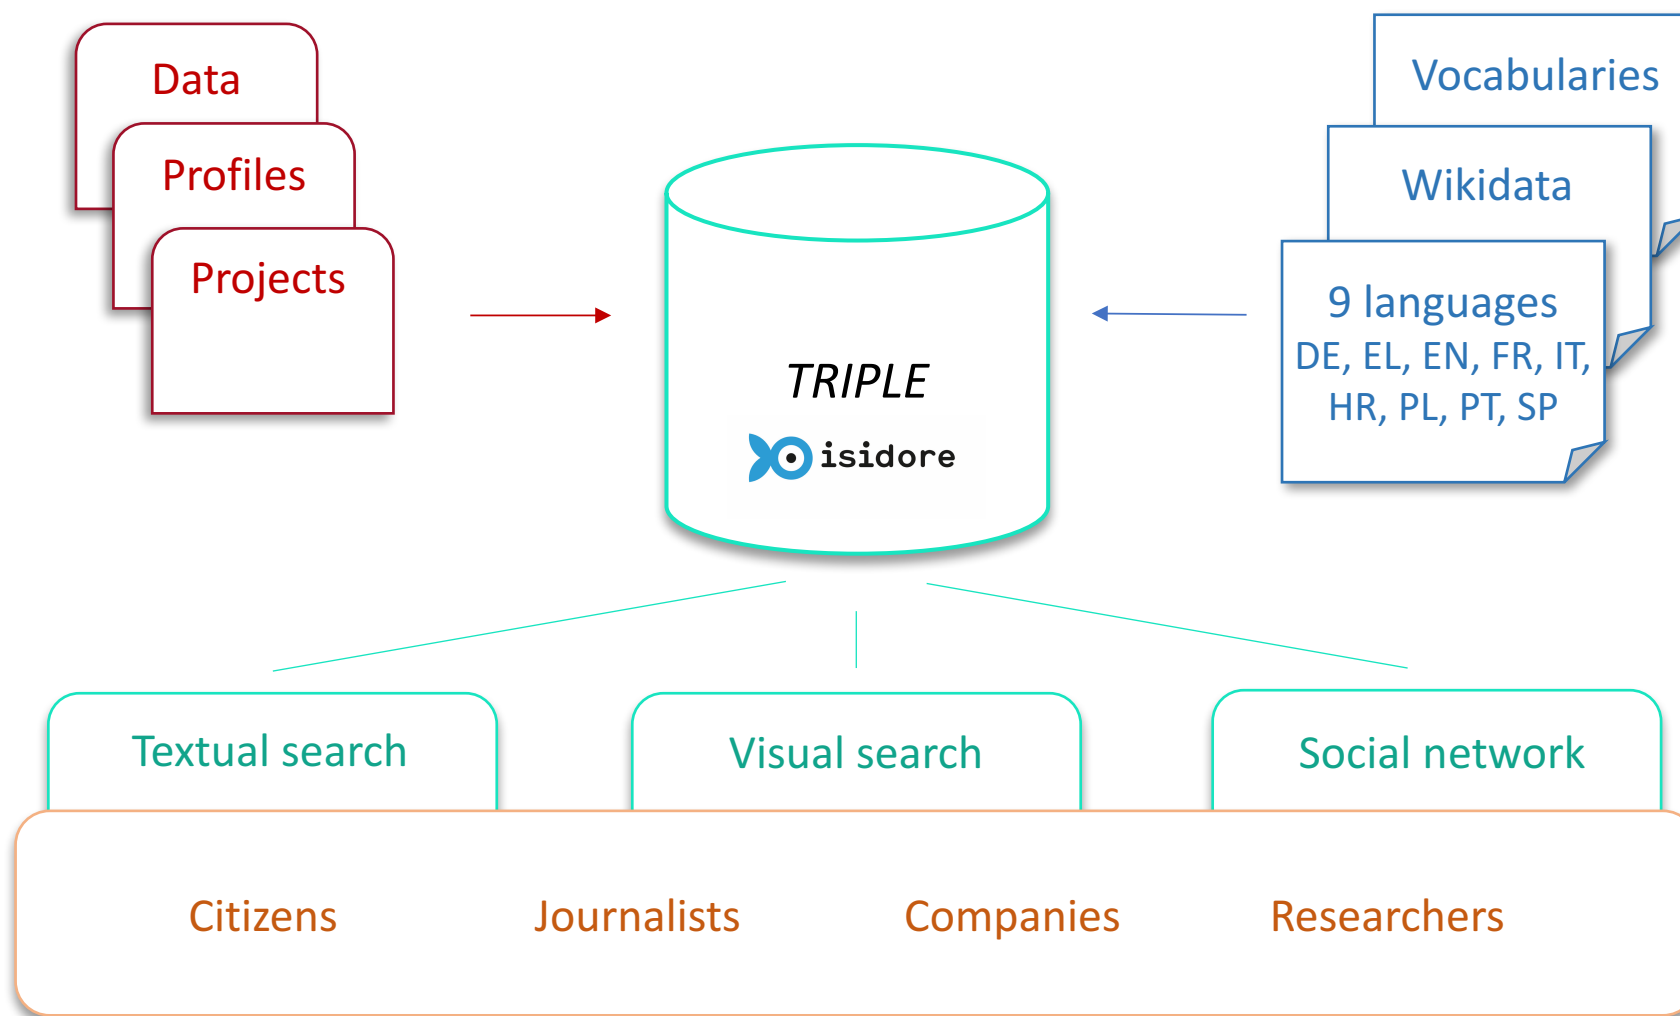 Data
Profiles
Projects
TRIPLE
isidore
Vocabularies
Wikidata
9 languages
DE, EL, EN, FR, IT,
HR, PL, PT, SP
Textual search
Visual search
Social network
Citizens
Journalists
Companies
Researchers